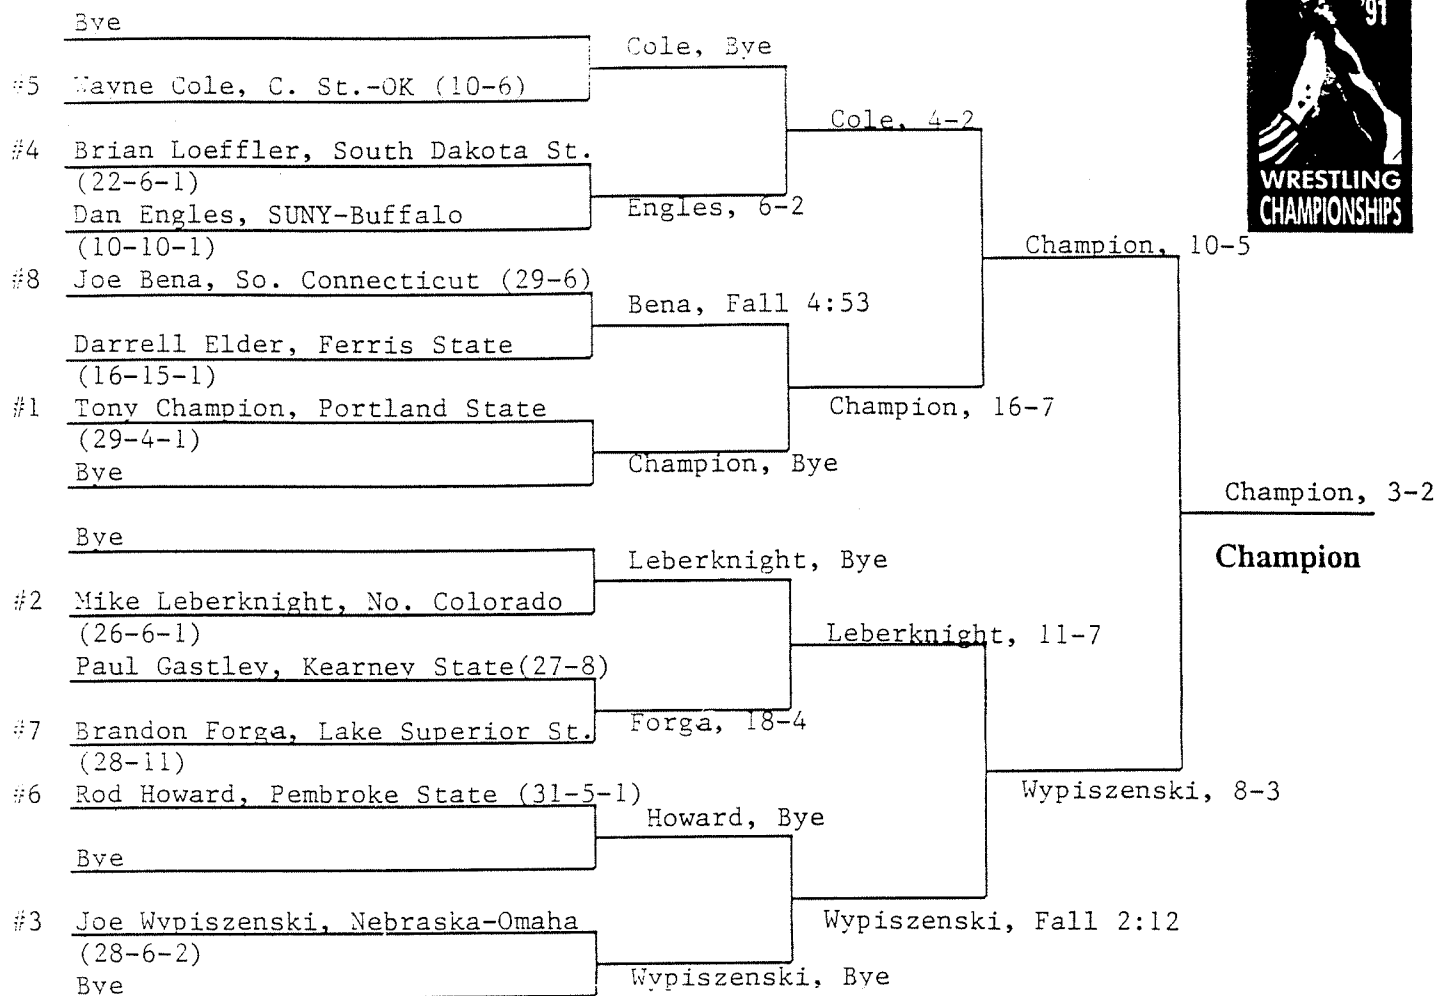 '91
WRESTLING
CHAMPIONSHIPS
Bye
#5 Wayne Cole, C. St.-OK (10-6)
Cole, Bye
#4 Brian Loeffler, South Dakota St.
(22-6-1)
Dan Engles, SUNY-Buffalo
(10-10-1)
Engles, 6-2
Cole, 4-2
#8 Joe Bena, So. Connecticut (29-6)
Darrell Elder, Ferris State
(16-15-1)
Bena, Fall 4:53
#1 Tony Champion, Portland State
(29-4-1)
Bye
Champion, Bye
Champion, 16-7
Champion, 10-5
Bye
#2 Mike Leberknight, No. Colorado
(26-6-1)
Leberknight, Bye
Paul Gastley, Kearney State(27-8)
#7 Brandon Forga, Lake Superior St.
(28-11)
Forga, 18-4
Leberknight, 11-7
#6 Rod Howard, Pembroke State (31-5-1)
Bye
Howard, Bye
#3 Joe Wypiszenski, Nebraska-Omaha
(28-6-2)
Bye
Wypiszenski, Bye
Wypiszenski, Fall 2:12
Wypiszenski, 8-3
Champion, 3-2
Champion